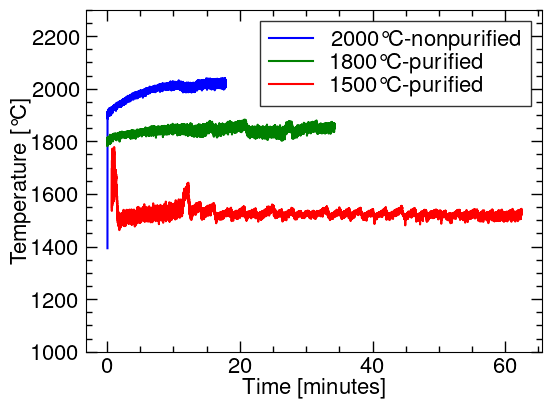 2200
2000
1800
1600
1400
1200
1000
Temperature [°C]
2000°C-nonpurified
1800°C-purified
1500°C-purified
0
20
40
60
Time [minutes]